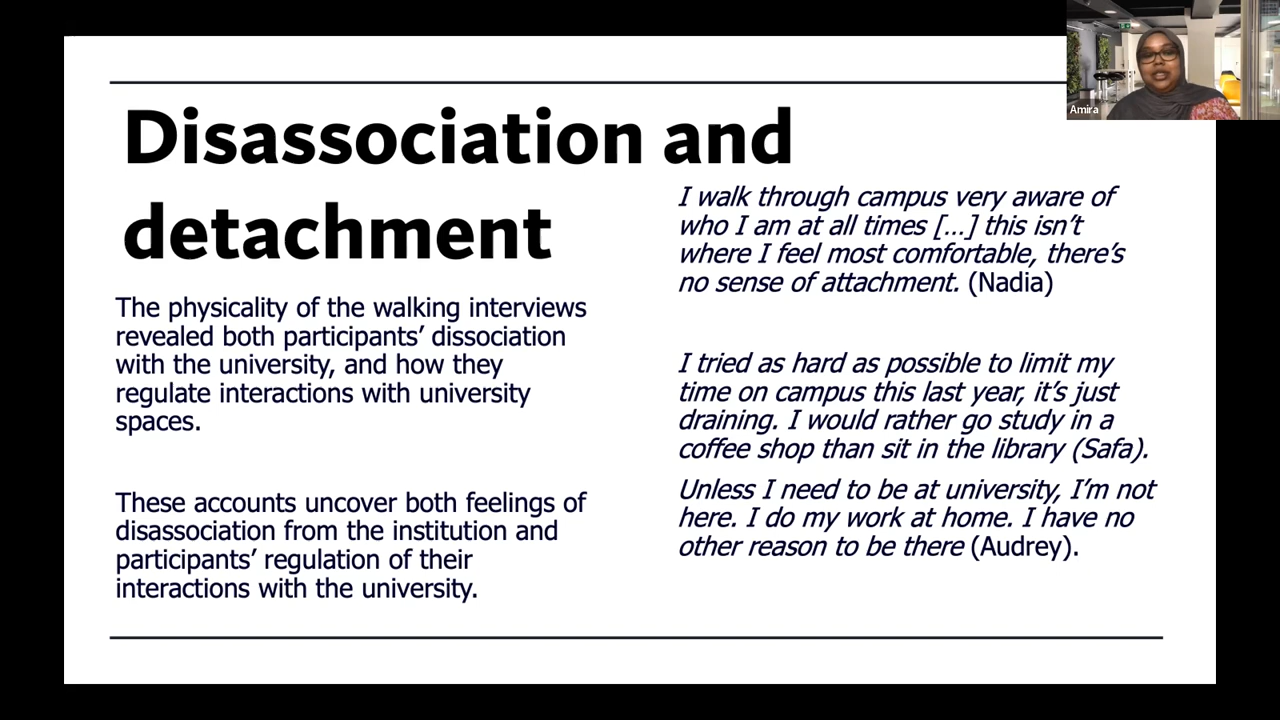 Amira
Disassociation and
detachment
The physicality of the walking interviews
revealed both participants’ dissociation
with the university, and how they
regulate interactions with university
spaces.
These accounts uncover both feelings of
disassociation from the institution and
participants’ regulation of their
interactions with the university.
I walk through campus very aware of
who I am at all times […] this isn’t
where I feel most comfortable, there’s
no sense of attachment. (Nadia)
I tried as hard as possible to limit my
time on campus this last year, it’s just
draining. I would rather go study in a
coffee shop than sit in the library (Safa).
Unless I need to be at university, I’m not
here. I do my work at home. I have no
other reason to be there (Audrey).